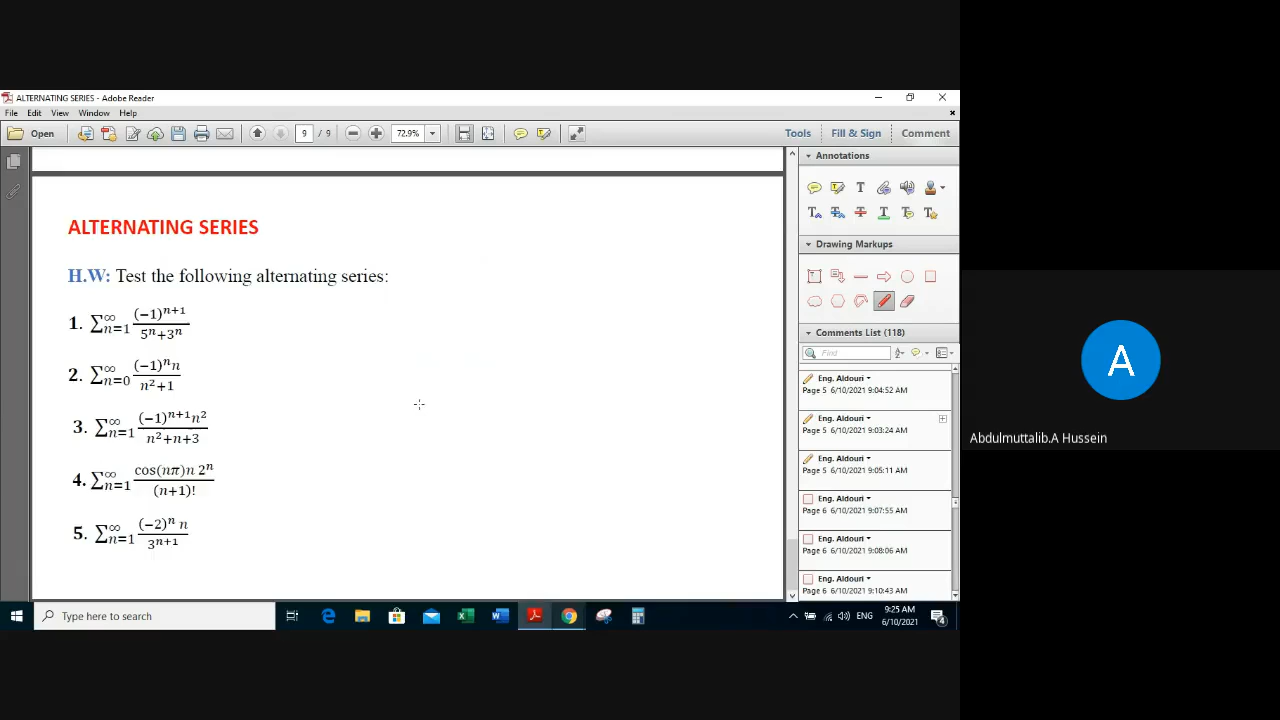 ALTERNATING SERIES - Adobe Reader
File Edit View Window Help
Open 9 / 9 72.9% Tools Fill & Sign Comment
ALTERNATING SERIES
H.W: Test the following alternating series:
1. ∑_{n=1}^{∞} (−1)^{n+1} / (5^n+3^n)
2. ∑_{n=0}^{∞} (−1)^n n / (n^2+1)
3. ∑_{n=1}^{∞} (−1)^{n+1} n^2 / (n^2+n+3)
4. ∑_{n=1}^{∞} cos(nπ)n 2^n / (n+1)!
5. ∑_{n=1}^{∞} (−2)^n n / 3^{n+1}
Annotations
Drawing Markups
Comments List (118)
Find
Eng. Aldouri
Page 5 6/10/2021 9:04:52 AM
Eng. Aldouri
Page 5 6/10/2021 9:03:24 AM
Eng. Aldouri
Page 5 6/10/2021 9:05:11 AM
Eng. Aldouri
Page 6 6/10/2021 9:07:55 AM
Eng. Aldouri
Page 6 6/10/2021 9:08:06 AM
Eng. Aldouri
Page 6 6/10/2021 9:10:43 AM
Type here to search
ENG
9:25 AM
6/10/2021
4
A
Abdulmuttalib.A Hussein